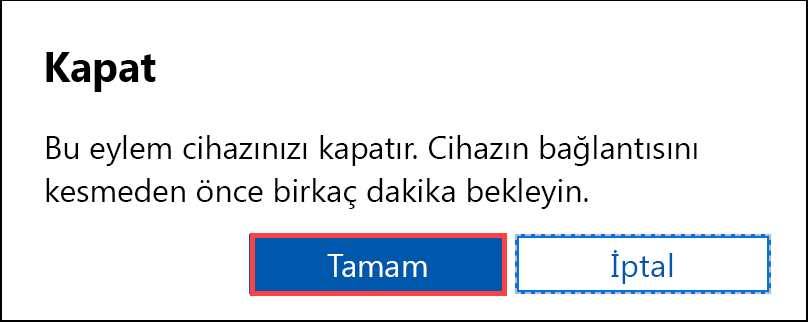 Kapat
Bu eylem cihazınızı kapatır. Cihazın bağlantısını
kesmeden önce birkaç dakika bekleyin.
Tamam
İptal